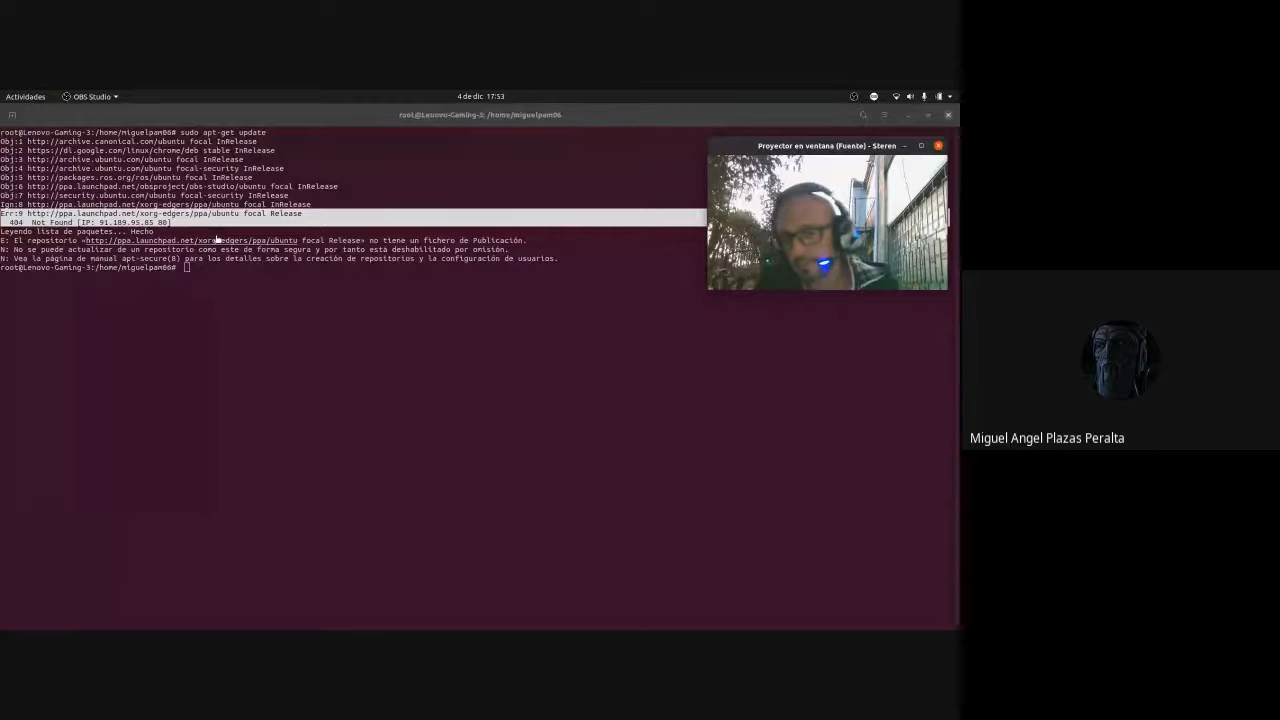 Actividades
OBS Studio
4 de dic 17:53
root@Lenovo-Gaming-3: /home/miguelpam06
root@Lenovo-Gaming-3:/home/miguelpam06# sudo apt-get update
Obj:1 http://archive.canonical.com/ubuntu focal InRelease
Obj:2 https://dl.google.com/linux/chrome/deb stable InRelease
Obj:3 http://archive.ubuntu.com/ubuntu focal InRelease
Obj:4 http://archive.ubuntu.com/ubuntu focal-security InRelease
Obj:5 http://packages.ros.org/ros/ubuntu focal InRelease
Obj:6 http://ppa.launchpad.net/obsproject/obs-studio/ubuntu focal InRelease
Obj:7 http://security.ubuntu.com/ubuntu focal-security InRelease
Ign:8 http://ppa.launchpad.net/xorg-edgers/ppa/ubuntu focal InRelease
Err:9 http://ppa.launchpad.net/xorg-edgers/ppa/ubuntu focal Release
404 Not Found [IP: 91.189.95.85 80]
Leyendo lista de paquetes... Hecho
E: El repositorio «http://ppa.launchpad.net/xorg-edgers/ppa/ubuntu focal Release» no tiene un fichero de Publicación.
N: No se puede actualizar de un repositorio como este de forma segura y por tanto está deshabilitado por omisión.
N: Vea la página de manual apt-secure(8) para los detalles sobre la creación de repositorios y la configuración de usuarios.
root@Lenovo-Gaming-3:/home/miguelpam06#
Proyector en ventana (Fuente) - Steren
Miguel Angel Plazas Peralta